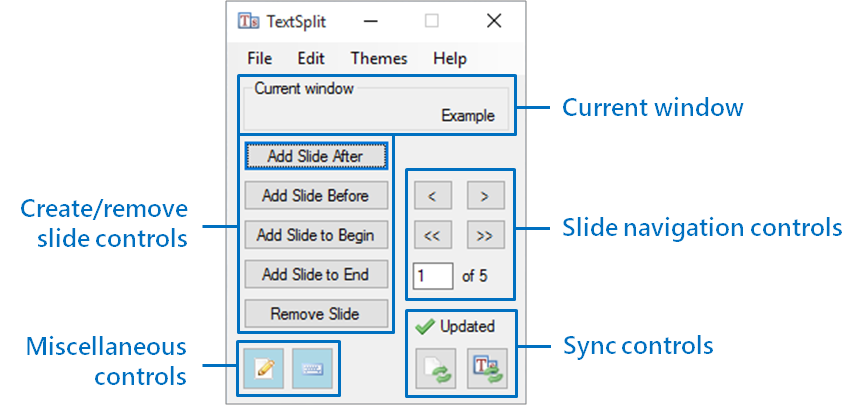 TextSplit
File Edit Themes Help
Current window
Example
Current window
Add Slide After
Add Slide Before
Add Slide to Begin
Add Slide to End
Remove Slide
Create/remove
slide controls
< >
<< >>
1 of 5
Slide navigation controls
Updated
Miscellaneous
controls
Sync controls